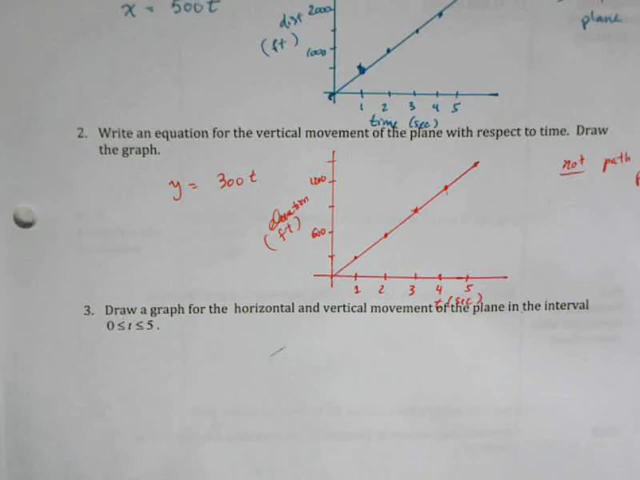 x = 500t
dist
(ft)
2000
1000
1 2 3 4 5
time (sec)
plane
2. Write an equation for the vertical movement of the plane with respect to time. Draw
the graph.
y = 300t
(ft)
1200
600
1 2 3 4 5
t (sec)
not path
3. Draw a graph for the horizontal and vertical movement of the plane in the interval
0 ≤ t ≤ 5.